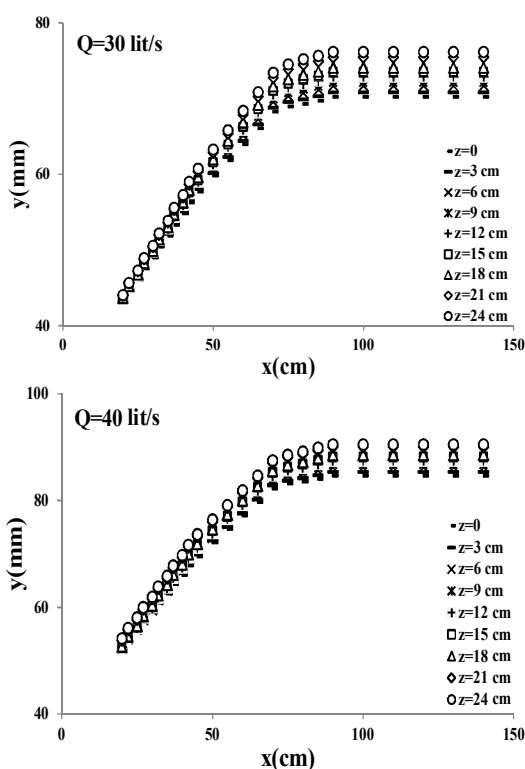 80
Q=30 lit/s
60
y(mm)
40
0
50
100
150
x(cm)
z=0
z=3 cm
z=6 cm
z=9 cm
z=12 cm
z=15 cm
z=18 cm
z=21 cm
z=24 cm
100
Q=40 lit/s
80
y(mm)
60
40
0
50
100
150
x(cm)
z=0
z=3 cm
z=6 cm
z=9 cm
z=12 cm
z=15 cm
z=18 cm
z=21 cm
z=24 cm